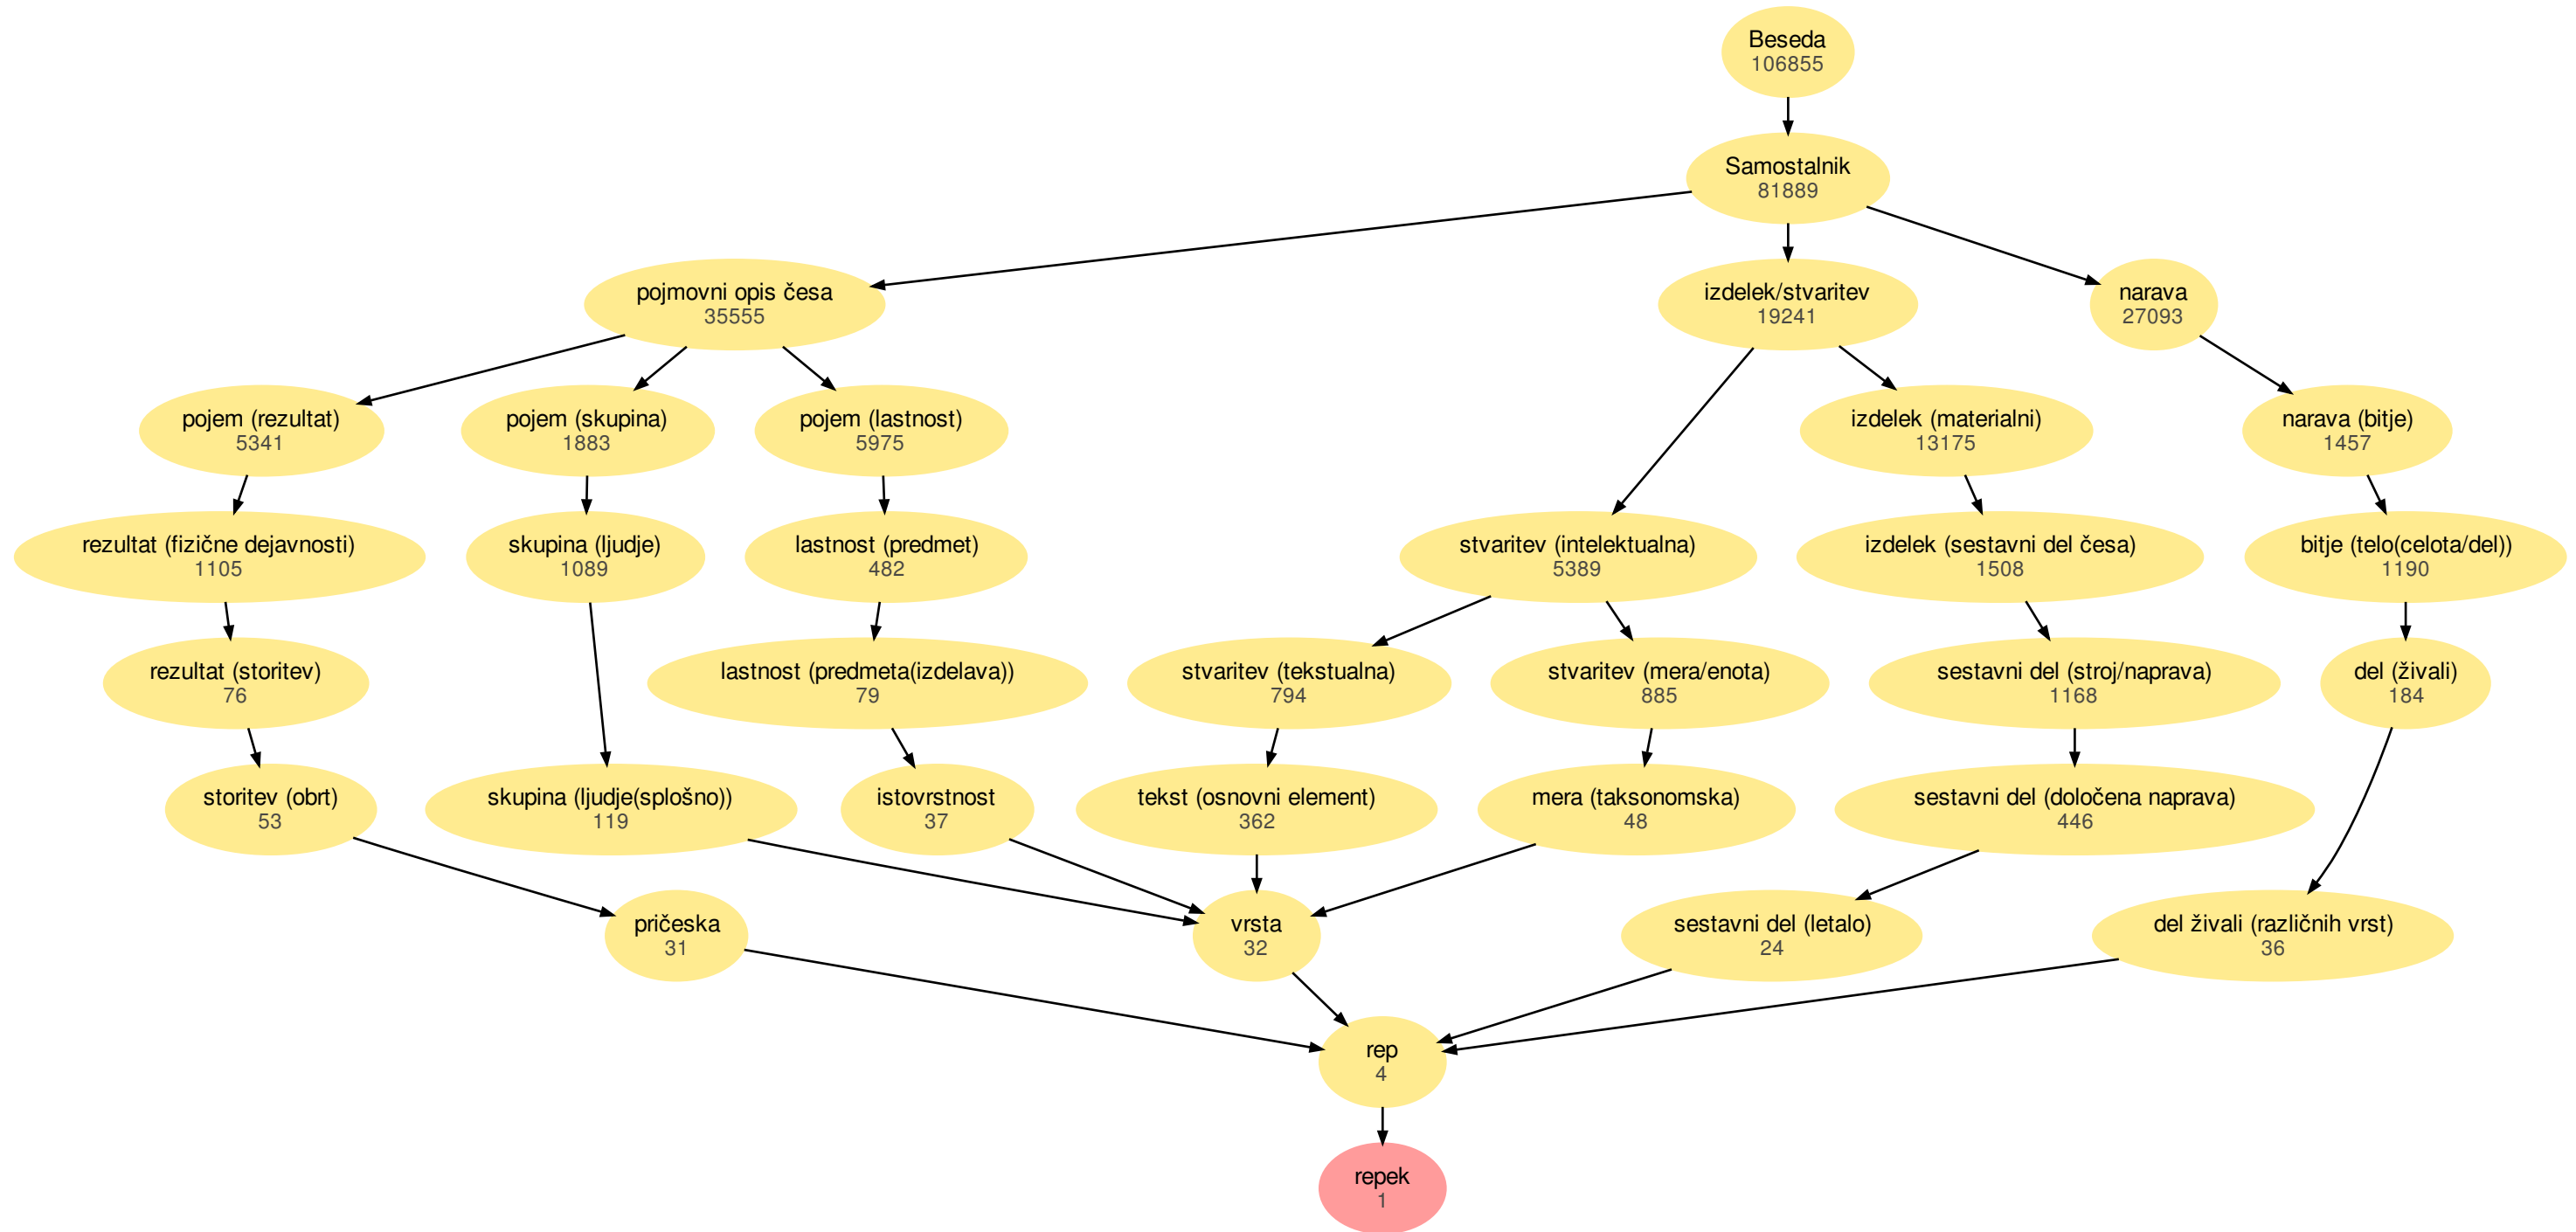 Beseda
106855
Samostalnik
81889
pojmovni opis česa
35555
izdelek/stvaritev
19241
narava
27093
pojem (rezultat)
5341
pojem (skupina)
1883
pojem (lastnost)
5975
izdelek (materialni)
13175
narava (bitje)
1457
rezultat (fizične dejavnosti)
1105
skupina (ljudje)
1089
lastnost (predmet)
482
stvaritev (intelektualna)
5389
izdelek (sestavni del česa)
1508
bitje (telo(celota/del))
1190
rezultat (storitev)
76
lastnost (predmeta(izdelava))
79
stvaritev (tekstualna)
794
stvaritev (mera/enota)
885
sestavni del (stroj/naprava)
1168
del (živali)
184
storitev (obrt)
53
skupina (ljudje(splošno))
119
istovrstnost
37
tekst (osnovni element)
362
mera (taksonomska)
48
sestavni del (določena naprava)
446
pričeska
31
vrsta
32
sestavni del (letalo)
24
del živali (različnih vrst)
36
rep
4
repek
1